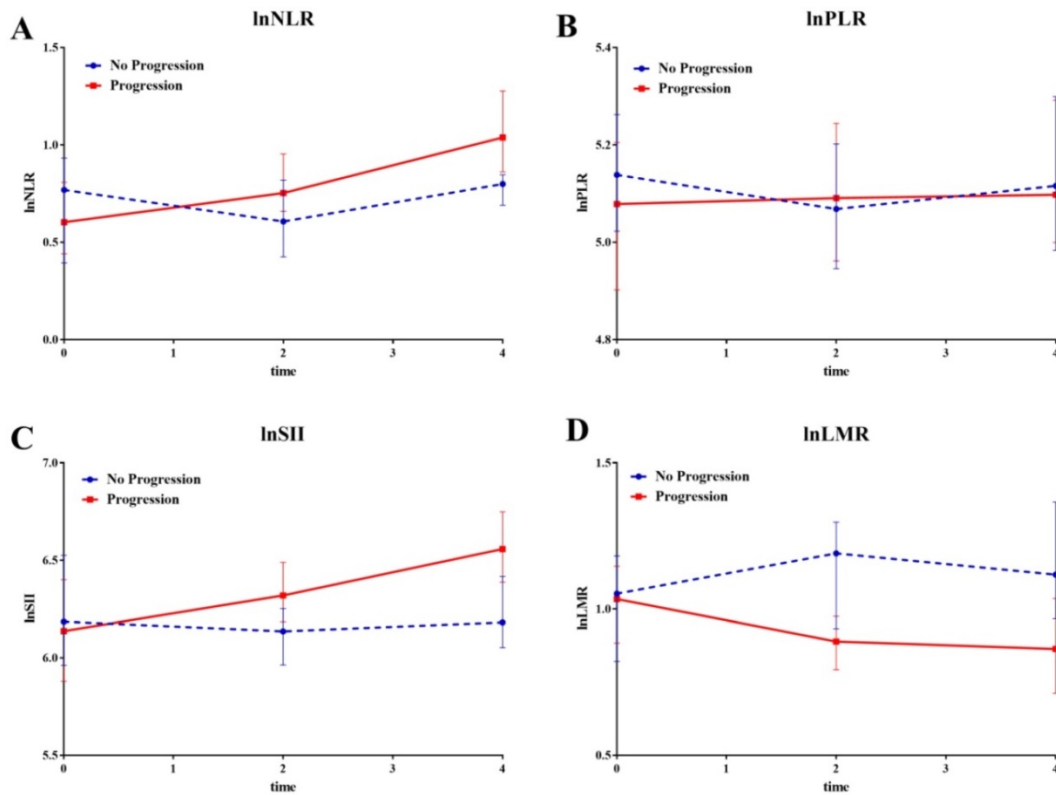 A
lnNLR
No Progression
Progression
lnNLR
1.5
1.0
0.5
0.0
0 1 2 3 4
time
B
lnPLR
No Progression
Progression
lnPLR
5.4
5.2
5.0
4.8
0 1 2 3 4
time
C
lnSII
No Progression
Progression
lnSII
7.0
6.5
6.0
5.5
0 1 2 3 4
time
D
lnLMR
No Progression
Progression
lnLMR
1.5
1.0
0.5
0 1 2 3 4
time